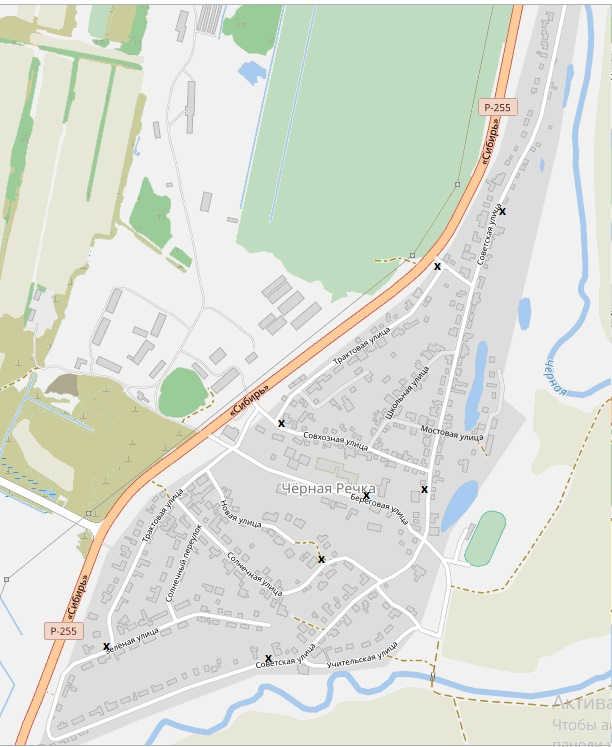 Р-255
«Сибирь»
Советская улица
Трактовая улица
Чёрная
Школьная улица
«Сибирь»
Мостовая улица
Совхозная улица
Чёрная Речка
Береговая улица
Трактовая улица
Новая улица
Солнечный переулок
Солнечная улица
«Сибирь»
Р-255
Зелёная улица
Советская улица
Учительская улица
Актива
Чтобы а
x
x
x
x
x
x
x
x